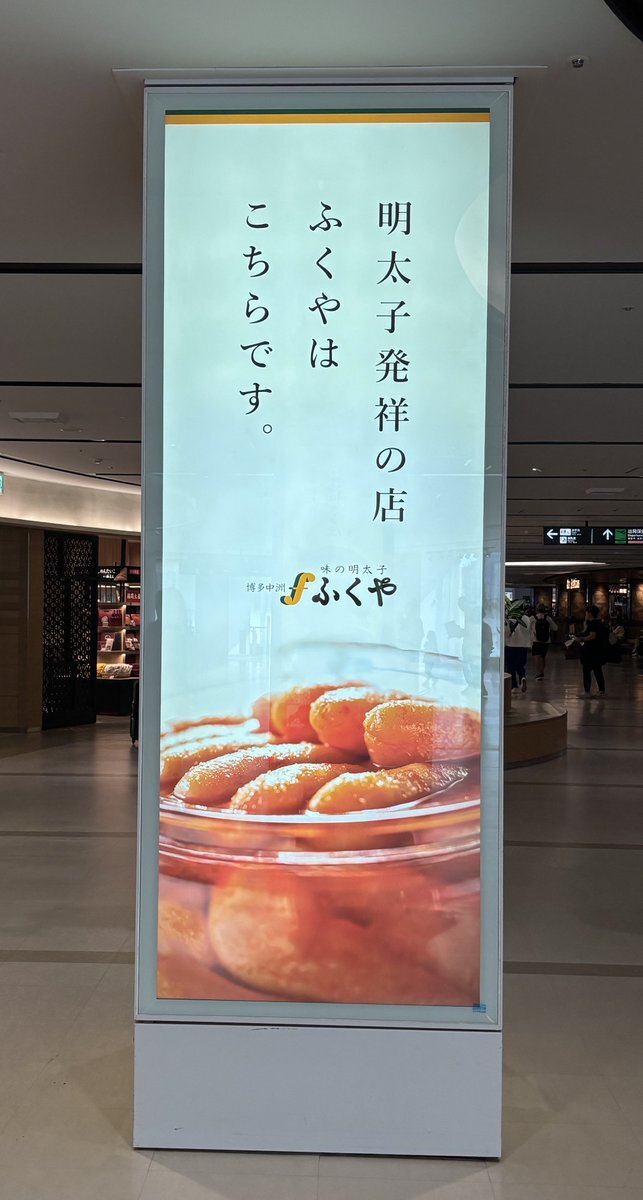 明太子発祥の店
ふくやは
こちらです。
味の明太子
博多中洲
ふくや